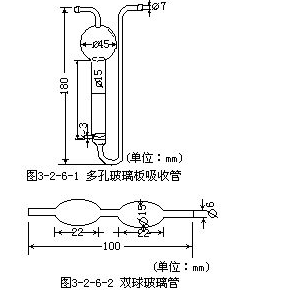 ø7
ø45
180
ø15
3
(单位: mm)
图3-2-6-1 多孔玻璃板吸收管
ø15
ø6
22
22
100
(单位: mm)
图3-2-6-2 双球玻璃管